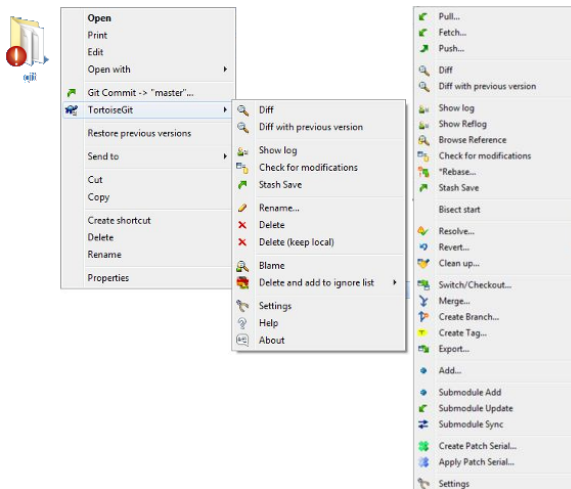 Open
Print
Edit
Open with
Git Commit -> "master"...
TortoiseGit
Restore previous versions
Send to
Cut
Copy
Create shortcut
Delete
Rename
Properties
Diff
Diff with previous version
Show log
Check for modifications
Stash Save
Rename...
Delete
Delete (keep local)
Blame
Delete and add to ignore list
Settings
Help
About
Pull...
Fetch...
Push...
Diff
Diff with previous version
Show log
Show Reflog
Browse Reference
Check for modifications
*Rebase...
Stash Save
Bisect start
Resolve...
Revert...
Clean up...
Switch/Checkout...
Merge...
Create Branch...
Create Tag...
Export...
Add...
Submodule Add
Submodule Update
Submodule Sync
Create Patch Serial...
Apply Patch Serial...
Settings